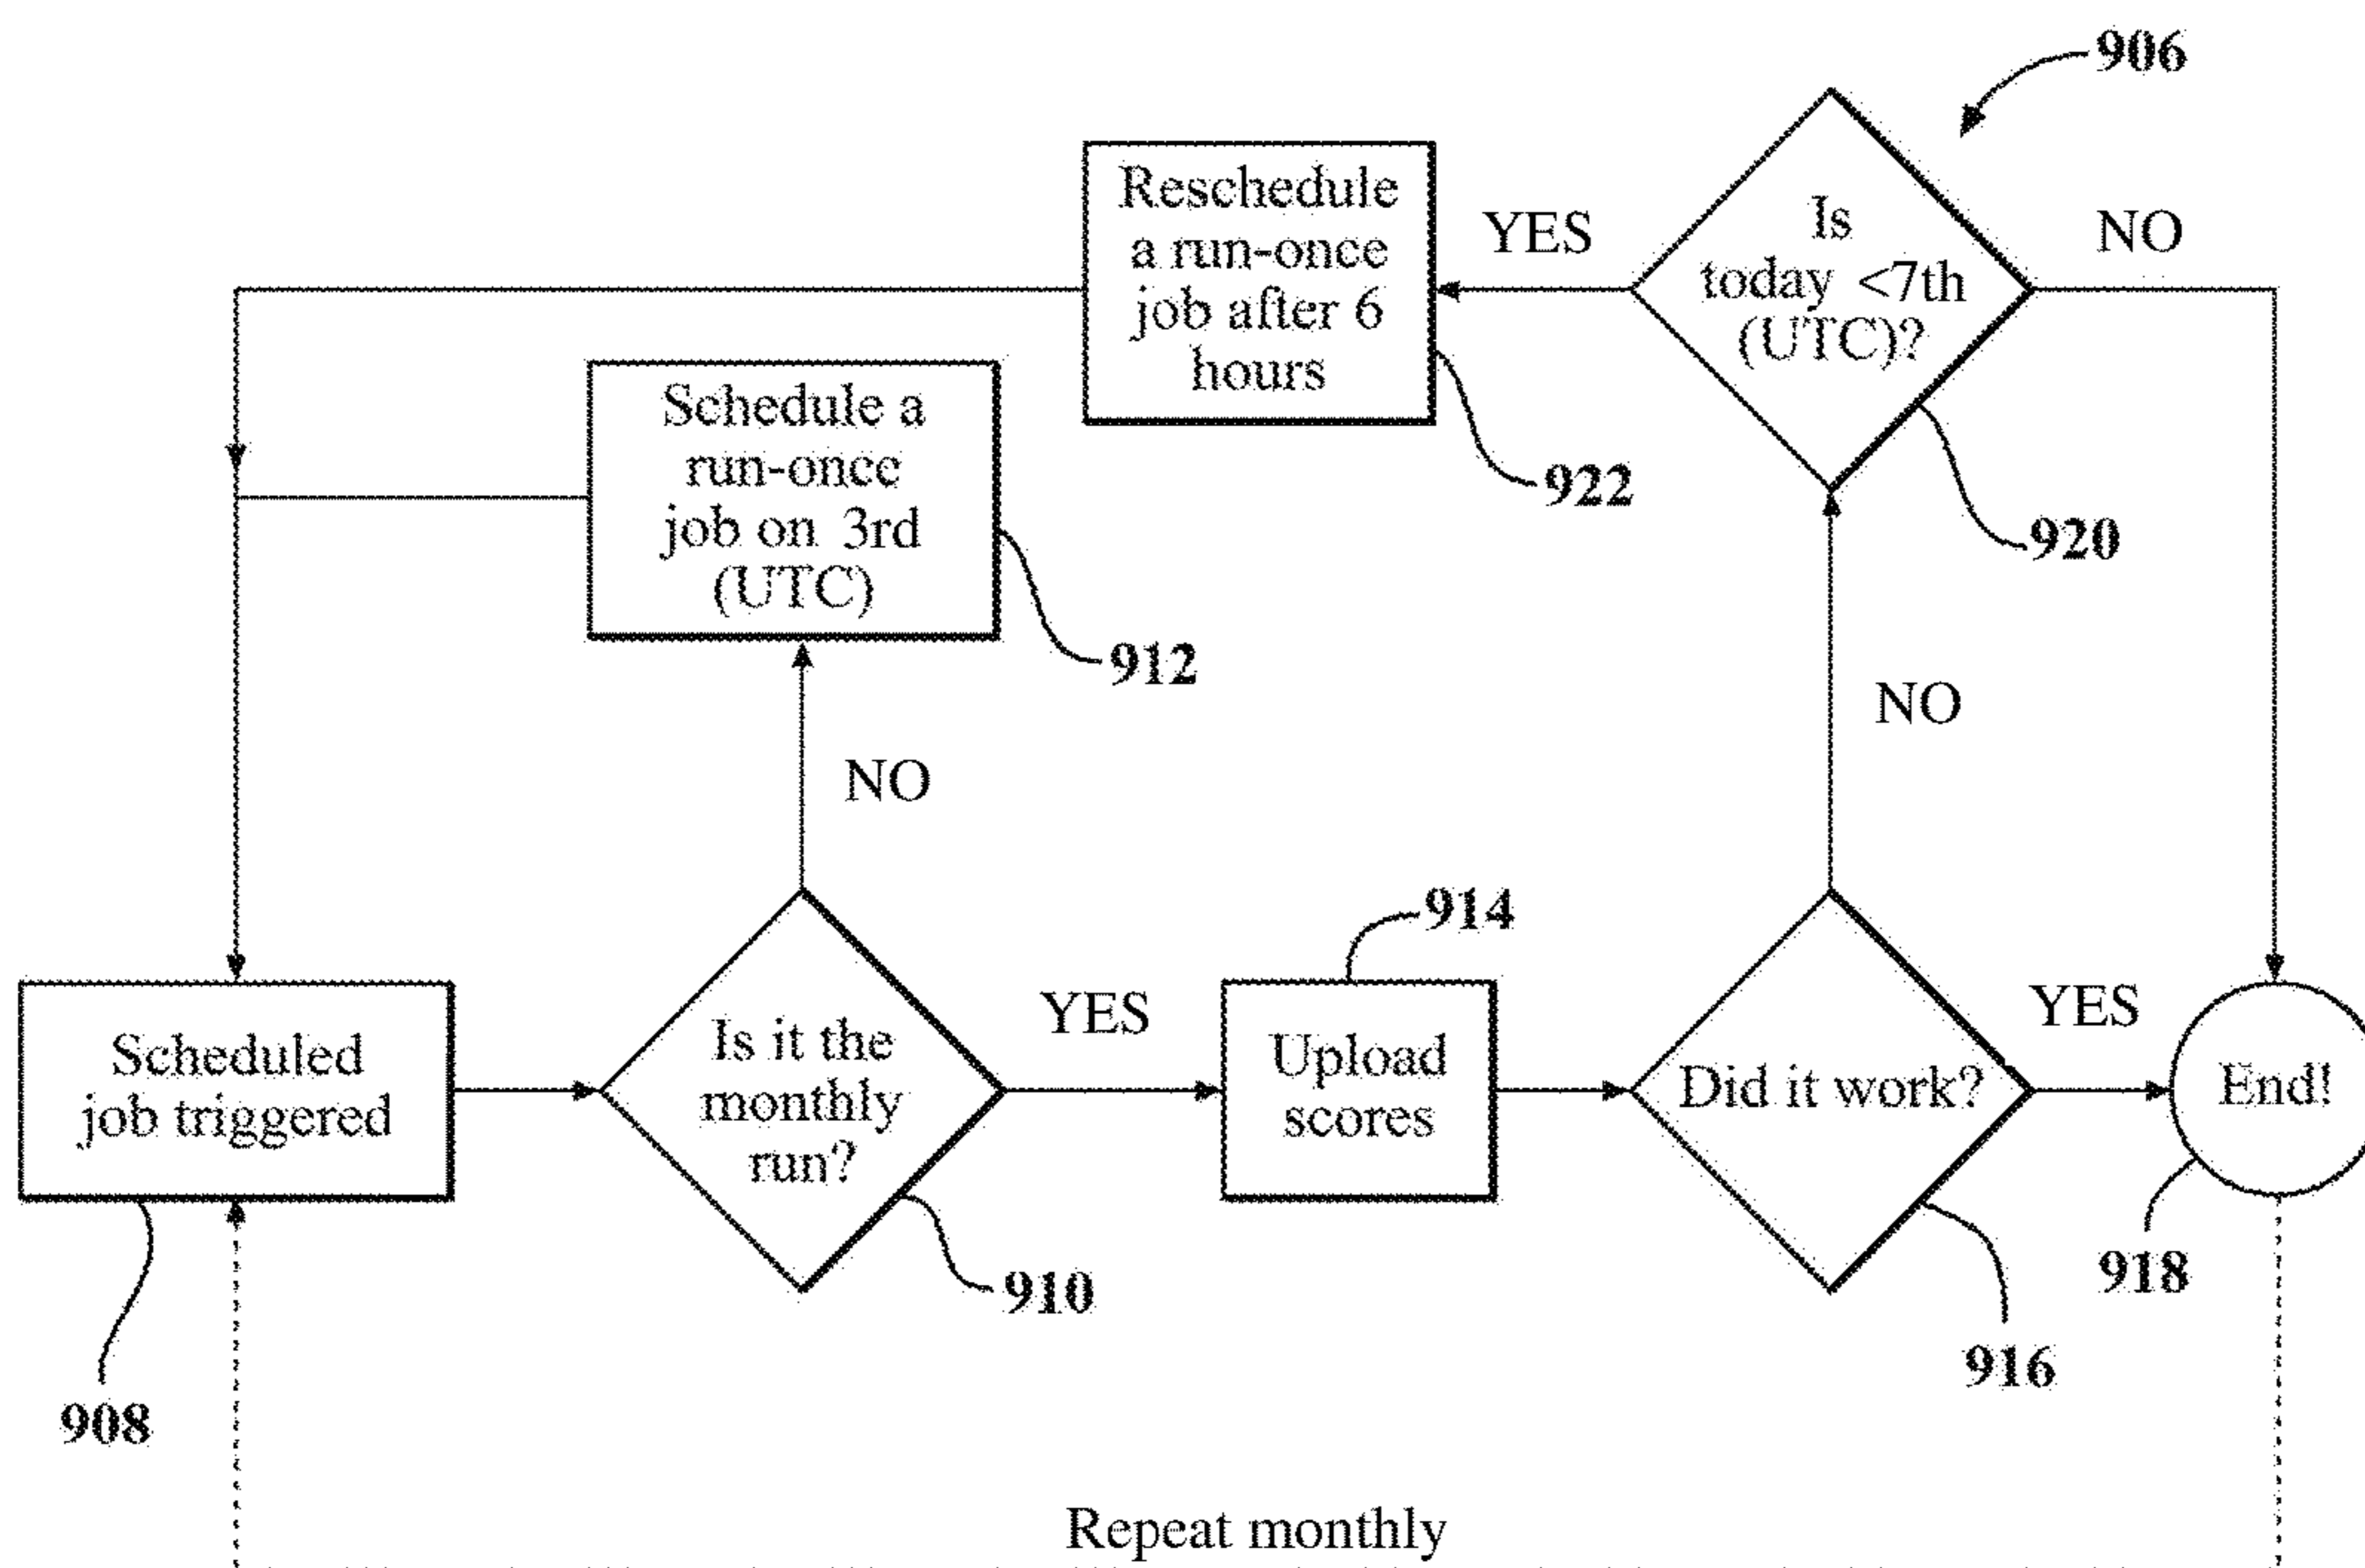 906
Reschedule
a run-once
job after 6
hours
YES
Is
today <7th
(UTC)?
NO
Schedule a
run-once
job on 3rd
(UTC)
922
920
912
NO
NO
914
Scheduled
job triggered
Is it the
monthly
run?
YES
Upload
scores
Did it work?
YES
End!
910
918
916
908
Repeat monthly